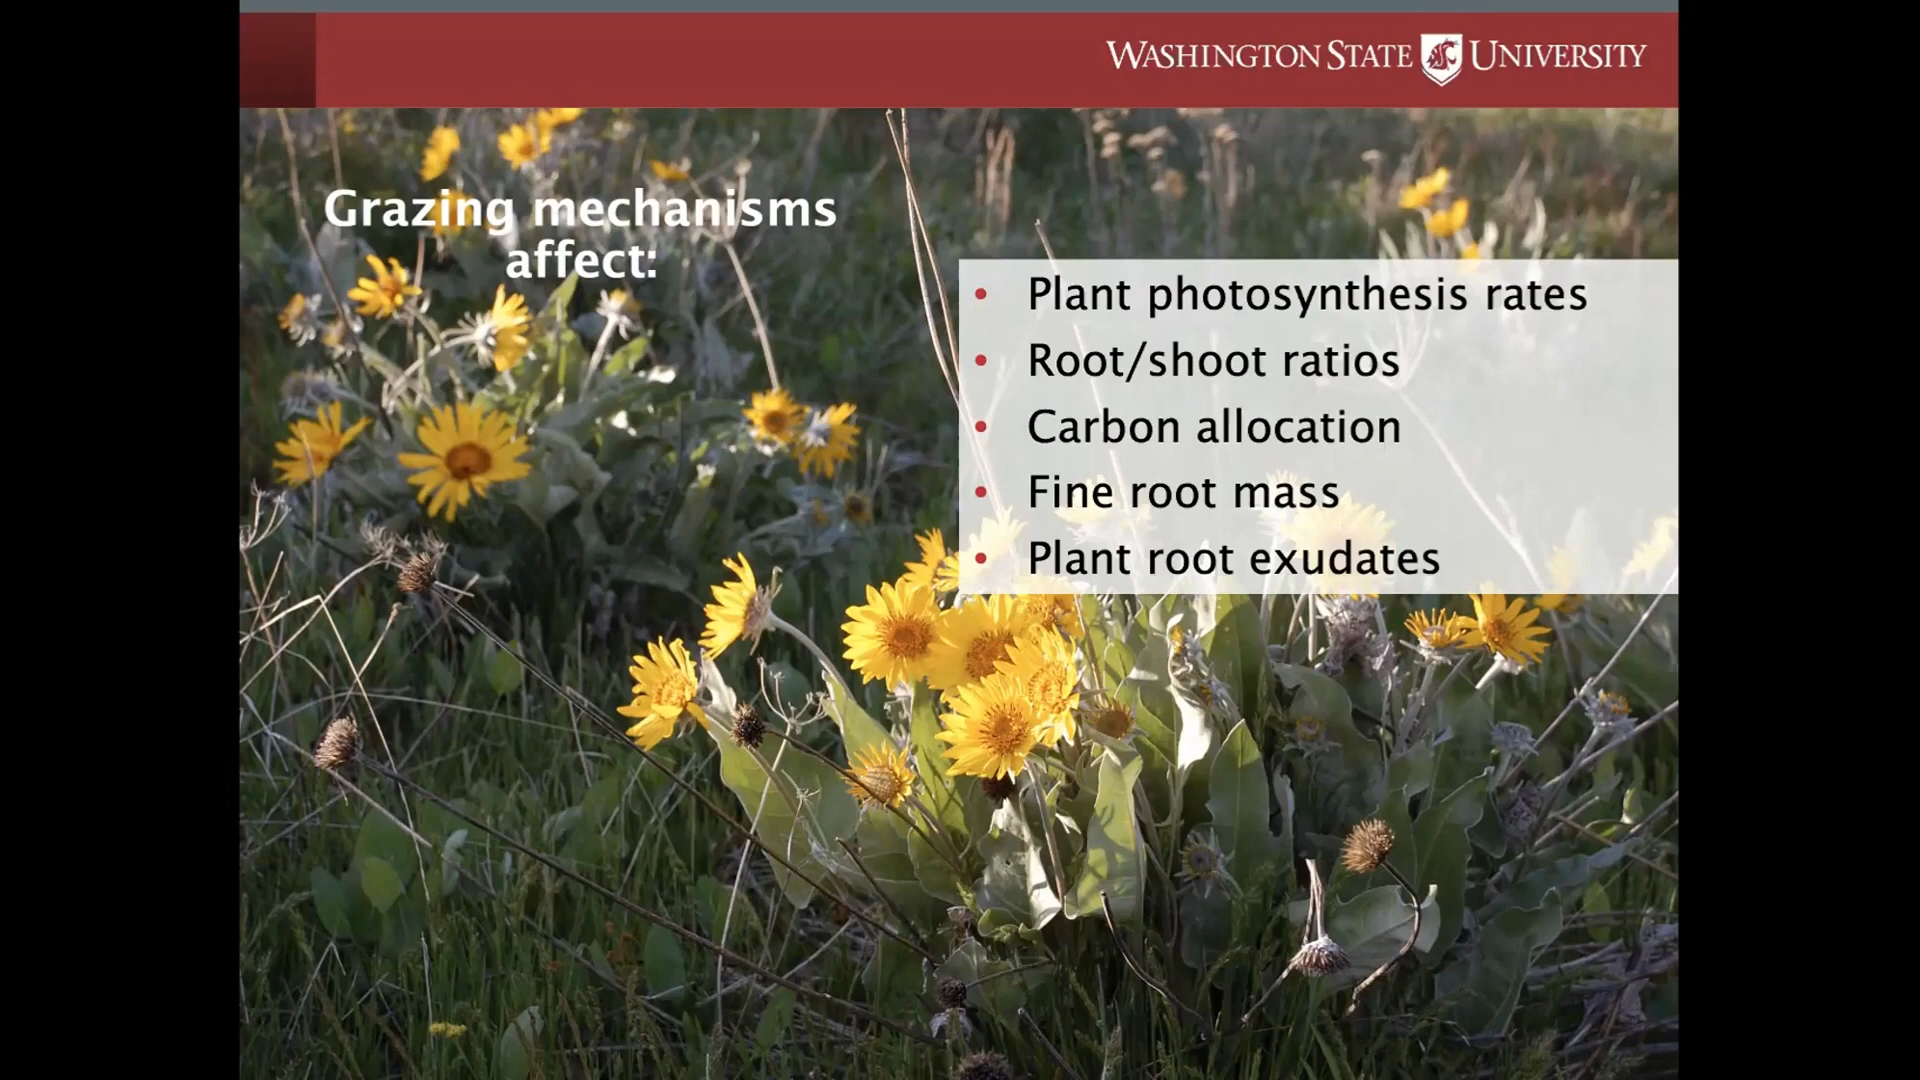 WASHINGTON STATE UNIVERSITY
Grazing mechanisms
affect:
• Plant photosynthesis rates
• Root/shoot ratios
• Carbon allocation
• Fine root mass
• Plant root exudates